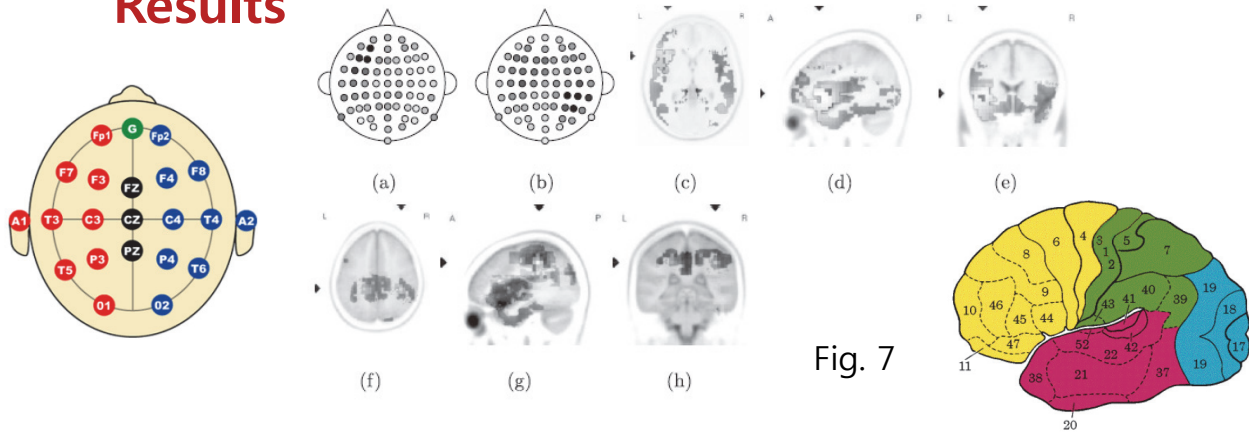 Results
G
Fp1 Fp2
F7 F3 FZ F4 F8
A1 T3 C3 CZ C4 T4 A2
T5 P3 PZ P4 T6
01 02
(a) (b)
L R
(c)
A P
(d)
L R
(e)
L R
(f)
A P
(g)
L R
(h)
Fig. 7
10 11 46 47 45 44 8 9 6 4
3 1 2 5 7 43 41 40 39
19 18 17 19
38 52 22 42 21 37 20